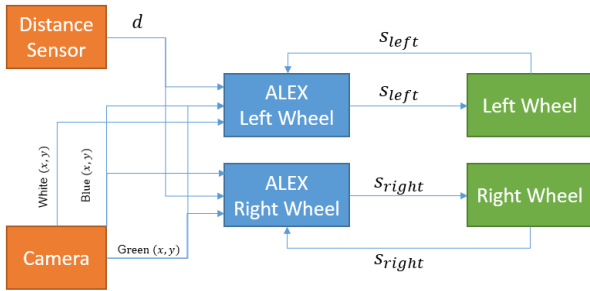 Distance
Sensor
d
s_left
ALEX
Left Wheel
s_left
Left Wheel
White (x, y)
Blue (x, y)
ALEX
Right Wheel
s_right
Right Wheel
Camera
Green (x, y)
s_right